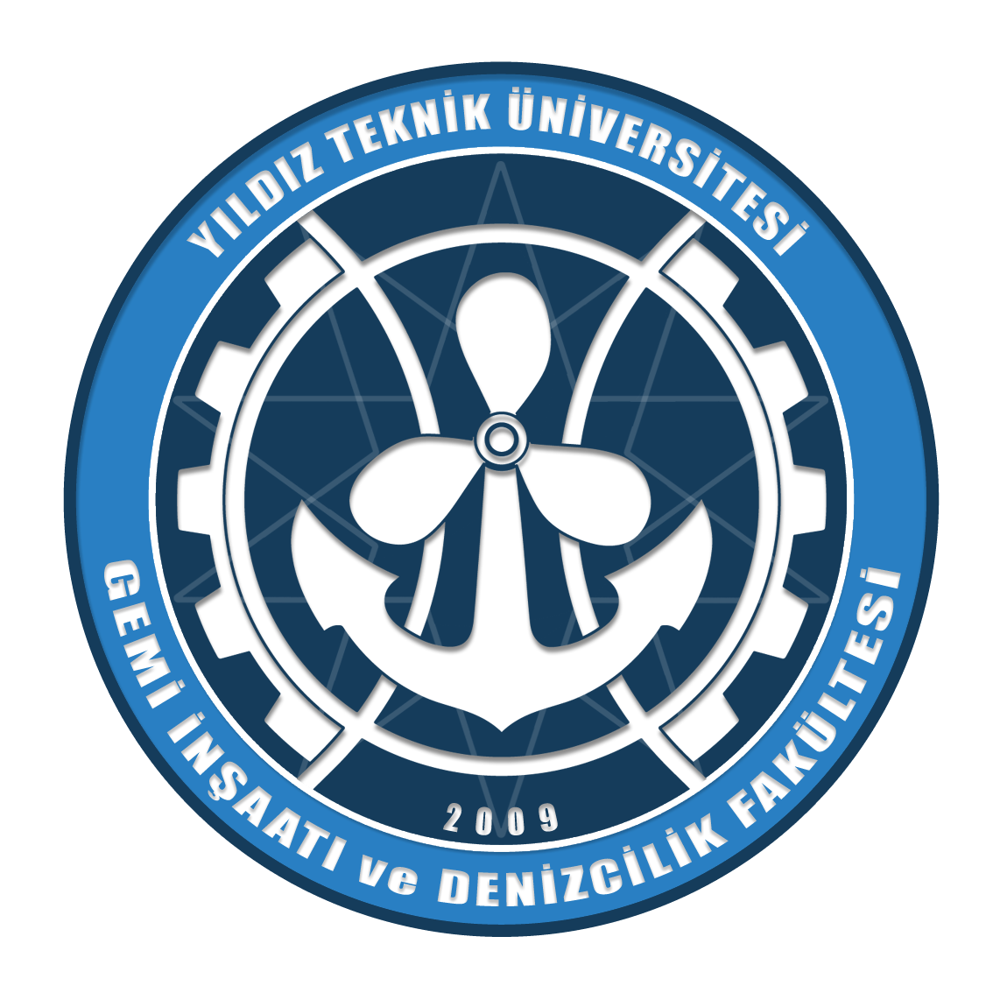 YILDIZ TEKNİK ÜNİVERSİTESİ
GEMİ İNŞAATI ve DENİZCİLİK FAKÜLTESİ
2009